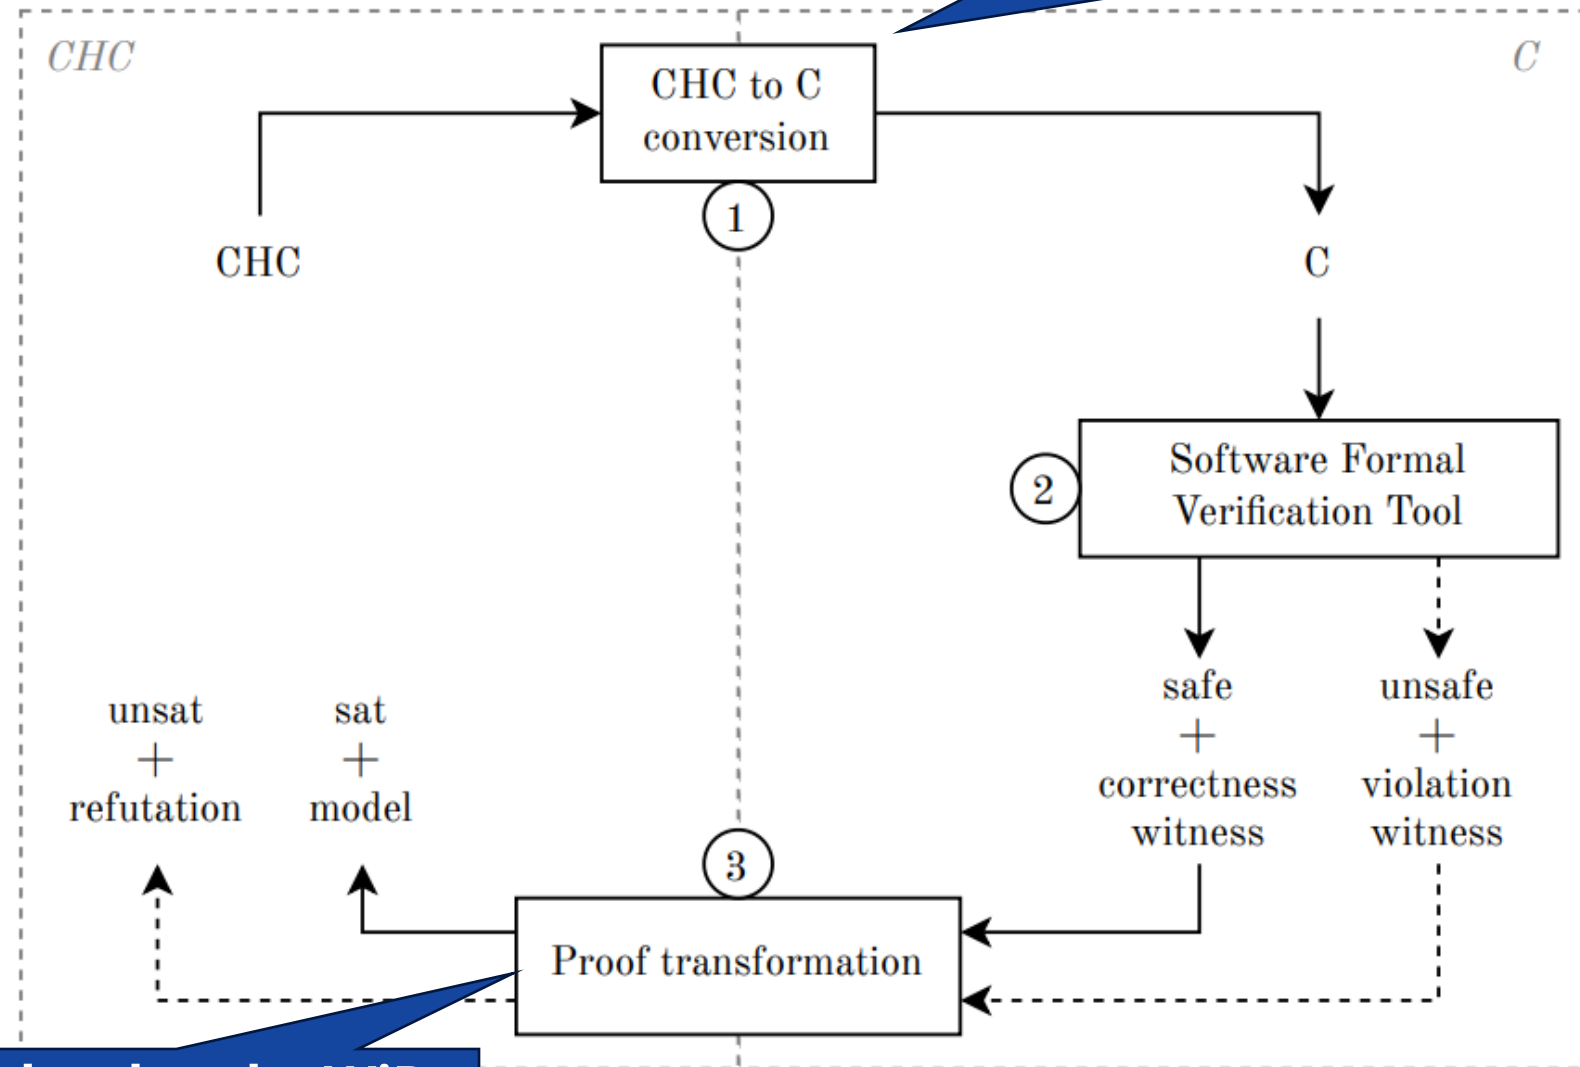 CHC
C
CHC to C
conversion
1
CHC
C
Software Formal
Verification Tool
2
safe
+
correctness
witness
unsafe
+
violation
witness
unsat
+
refutation
sat
+
model
3
Proof transformation